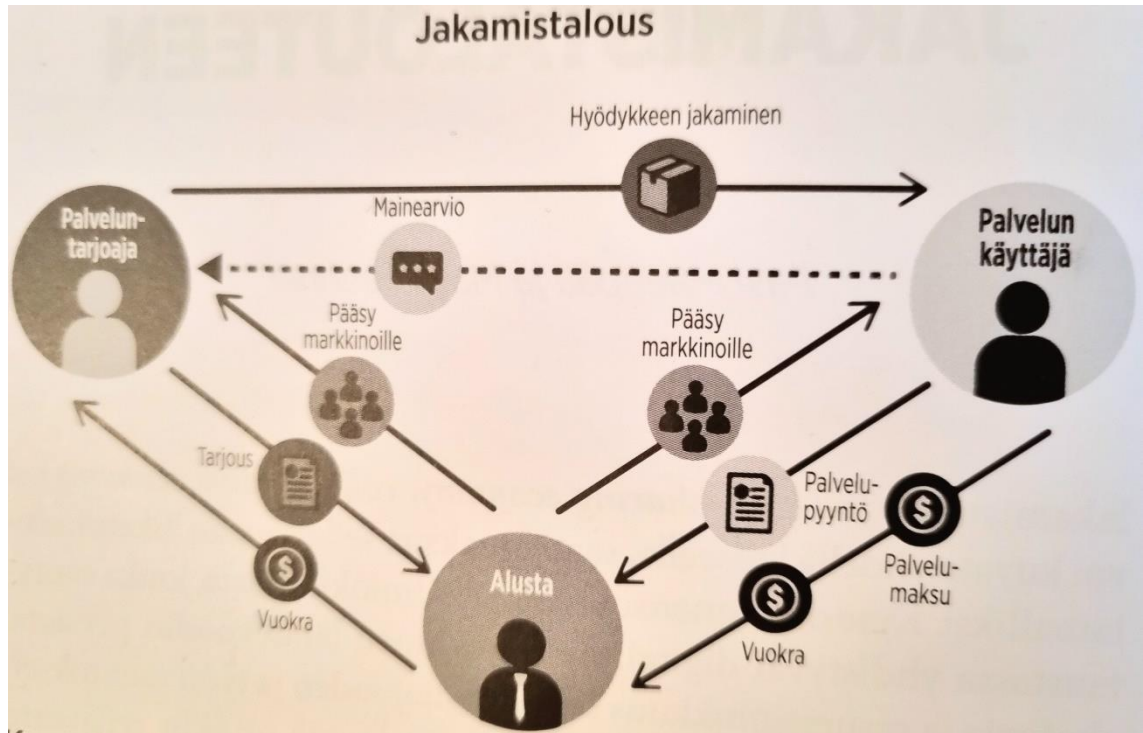 Jakamistalous
Hyödykkeen jakaminen
Mainearvio
Palvelun-
tarjoaja
Palvelun
käyttäjä
Pääsy
markkinoille
Pääsy
markkinoille
Tarjous
Palvelu-
pyyntö
$
Palvelu-
maksu
$
Vuokra
Alusta
$
Vuokra